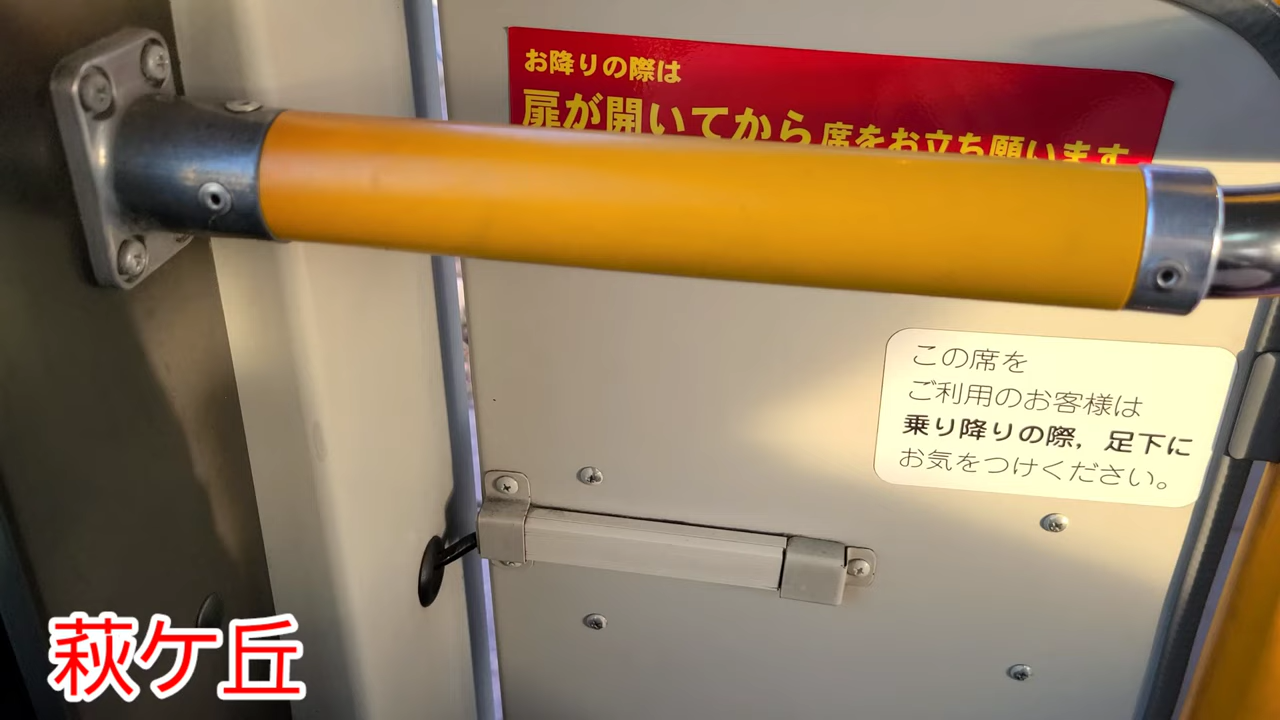 お降りの際は
扉が開いてから席をお立ち願います
この席を
ご利用のお客様は
乗り降りの際，足下に
お気をつけください。
萩ケ丘